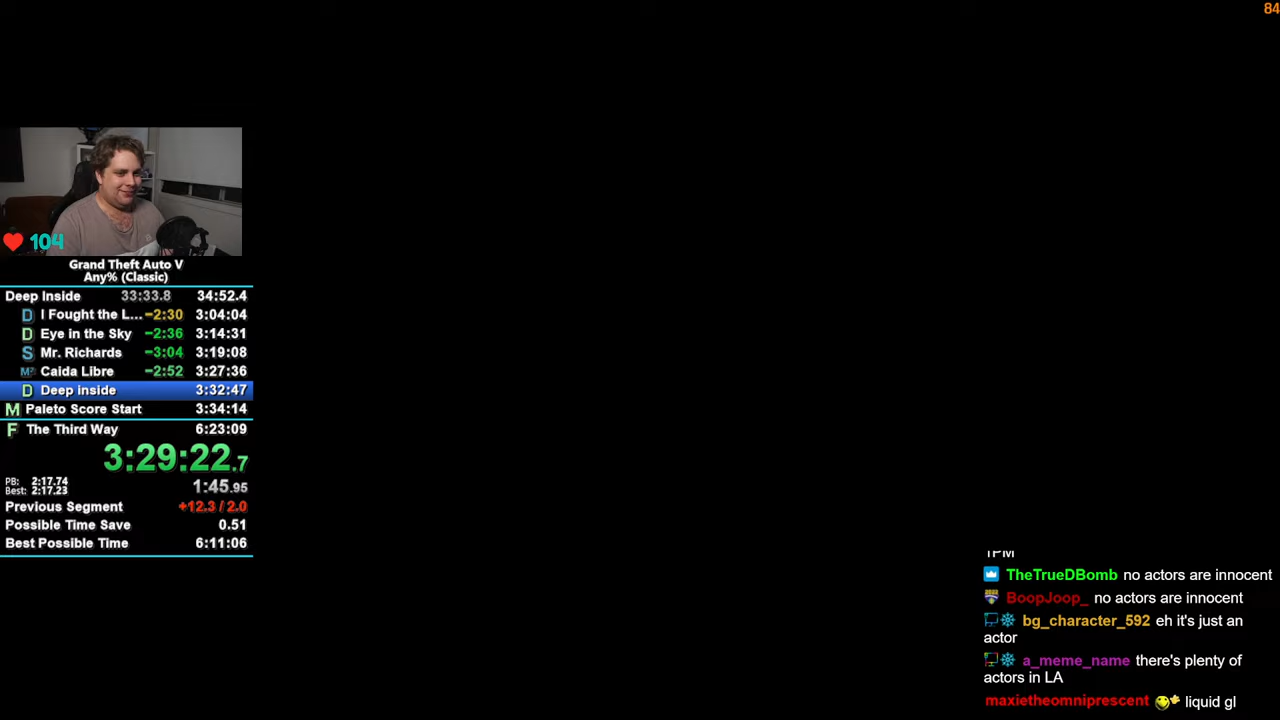 84
104
Grand Theft Auto V
Any% (Classic)
Deep Inside 33:33.8 34:52.4
D I Fought the L... -2:30 3:04:04
D Eye in the Sky -2:36 3:14:31
S Mr. Richards -3:04 3:19:08
Caida Libre -2:52 3:27:36
D Deep inside 3:32:47
M Paleto Score Start 3:34:14
F The Third Way 6:23:09
3:29:22.7
PB: 2:17.74
Best: 2:17.23
1:45.95
Previous Segment +12.3 / 2.0
Possible Time Save 0.51
Best Possible Time 6:11:06
TheTrueDBomb no actors are innocent
BoopJoop_ no actors are innocent
bg_character_592 eh it's just an
actor
a_meme_name there's plenty of
actors in LA
maxietheomniprescent liquid gl